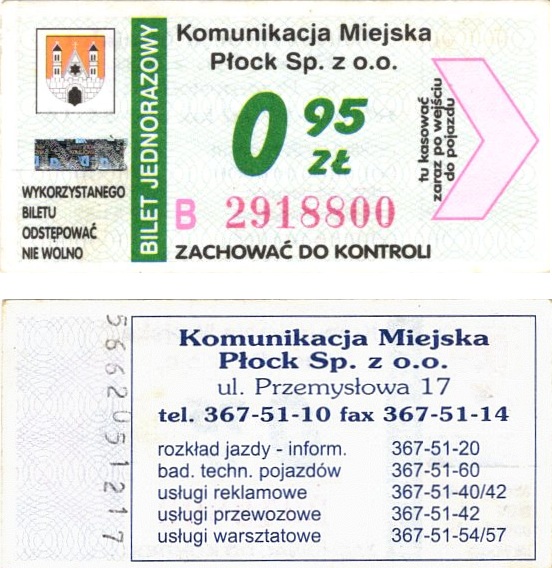 Komunikacja Miejska
Płock Sp. z o.o.
BILET JEDNORAZOWY
0 95
ZŁ
tu kasować
zaraz po wejściu
do pojazdu
WYKORZYSTANEGO
BILETU
ODSTĘPOWAĆ
NIE WOLNO
B 2918800
ZACHOWAĆ DO KONTROLI
Komunikacja Miejska
Płock Sp. z o.o.
ul. Przemysłowa 17
tel. 367-51-10 fax 367-51-14
rozkład jazdy - inform. 367-51-20
bad. techn. pojazdów 367-51-60
usługi reklamowe 367-51-40/42
usługi przewozowe 367-51-42
usługi warsztatowe 367-51-54/57